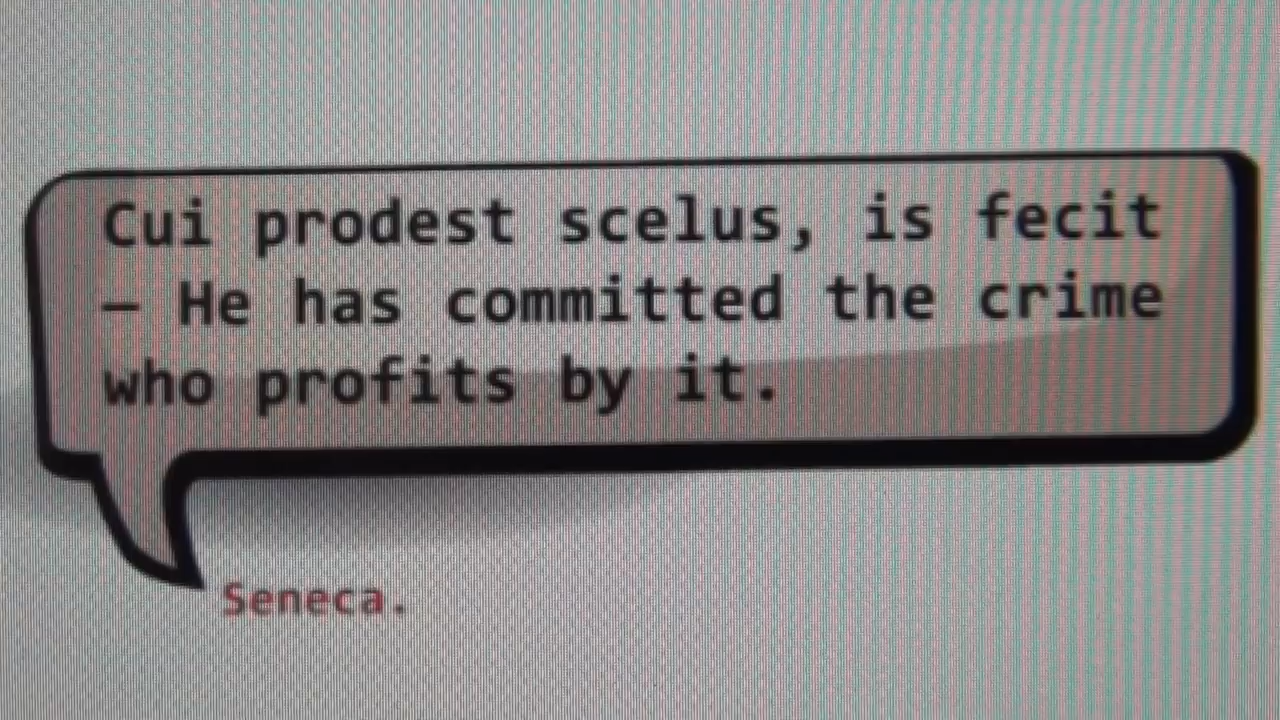 Cui prodest scelus, is fecit
— He has committed the crime
who profits by it.
Seneca.